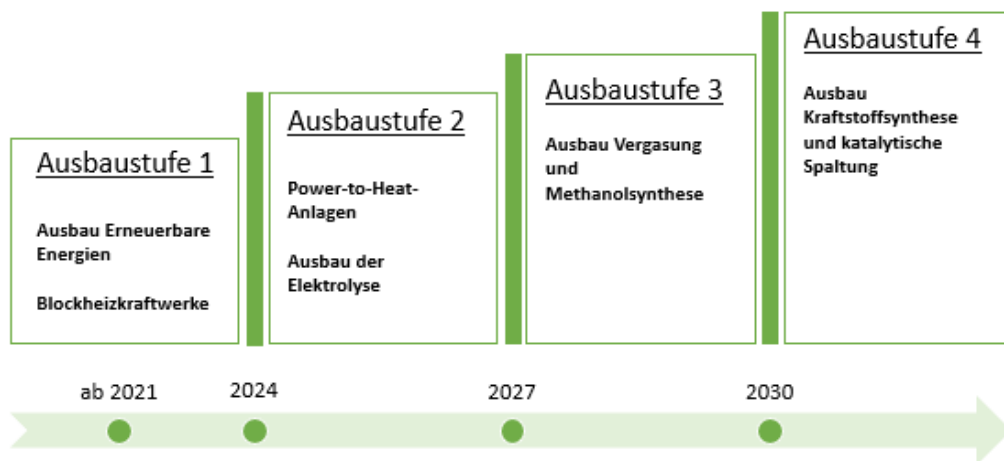 Ausbaustufe 1
Ausbau Erneuerbare
Energien
Blockheizkraftwerke
Ausbaustufe 2
Power-to-Heat-
Anlagen
Ausbau der
Elektrolyse
Ausbaustufe 3
Ausbau Vergasung
und
Methanolsynthese
Ausbaustufe 4
Ausbau
Kraftstoffsynthese
und katalytische
Spaltung
ab 2021
2024
2027
2030